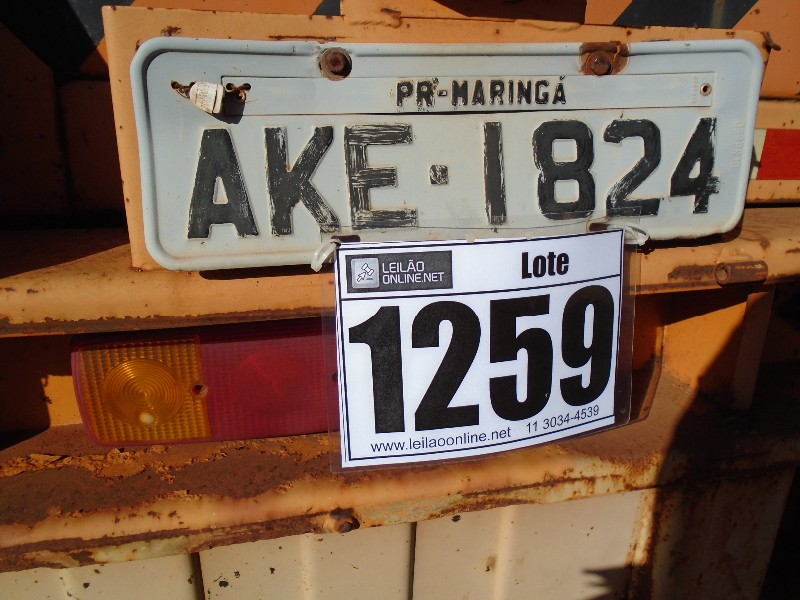 PR-MARINGÁ
AKE·1824
LEILÃO
ONLINE.NET
Lote
1259
www.leilaoonline.net 11 3034-4539